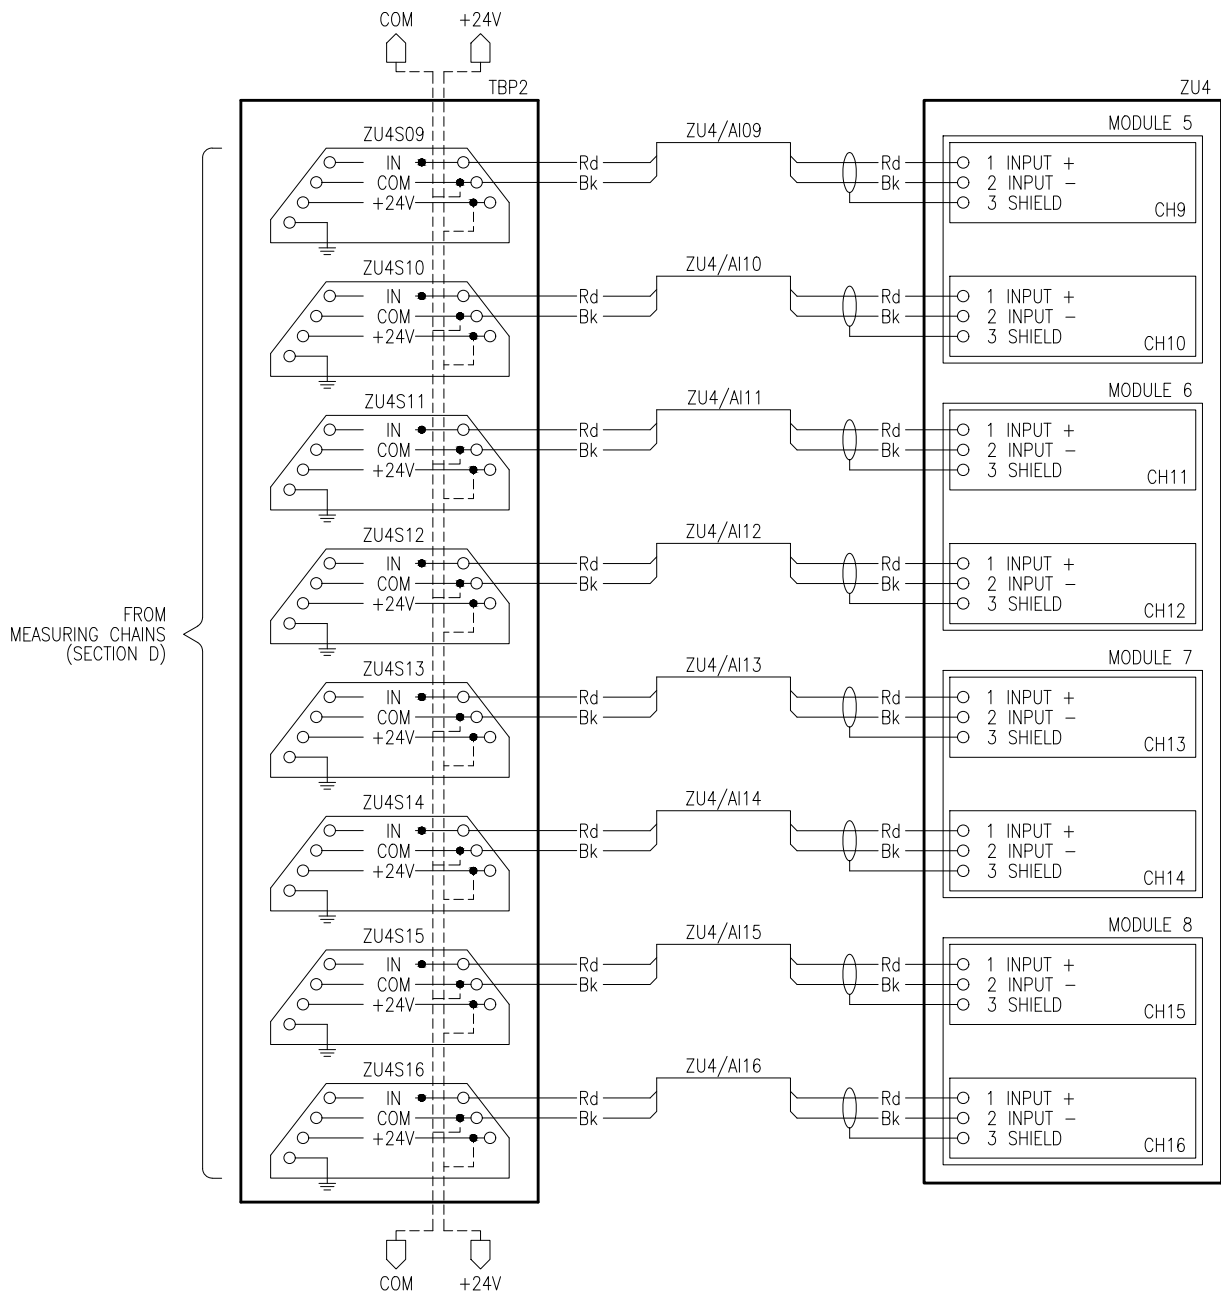 COM +24V
TBP2 ZU4
ZU4S09 ZU4/AI09 MODULE 5
IN Rd Rd 1 INPUT +
COM Bk Bk 2 INPUT –
+24V 3 SHIELD
CH9
ZU4S10 ZU4/AI10
IN Rd Rd 1 INPUT +
COM Bk Bk 2 INPUT –
+24V 3 SHIELD
CH10
ZU4S11 ZU4/AI11 MODULE 6
IN Rd Rd 1 INPUT +
COM Bk Bk 2 INPUT –
+24V 3 SHIELD
CH11
ZU4S12 ZU4/AI12
IN Rd Rd 1 INPUT +
COM Bk Bk 2 INPUT –
+24V 3 SHIELD
CH12
FROM
MEASURING CHAINS
(SECTION D)
ZU4S13 ZU4/AI13 MODULE 7
IN Rd Rd 1 INPUT +
COM Bk Bk 2 INPUT –
+24V 3 SHIELD
CH13
ZU4S14 ZU4/AI14
IN Rd Rd 1 INPUT +
COM Bk Bk 2 INPUT –
+24V 3 SHIELD
CH14
ZU4S15 ZU4/AI15 MODULE 8
IN Rd Rd 1 INPUT +
COM Bk Bk 2 INPUT –
+24V 3 SHIELD
CH15
ZU4S16 ZU4/AI16
IN Rd Rd 1 INPUT +
COM Bk Bk 2 INPUT –
+24V 3 SHIELD
CH16
COM +24V